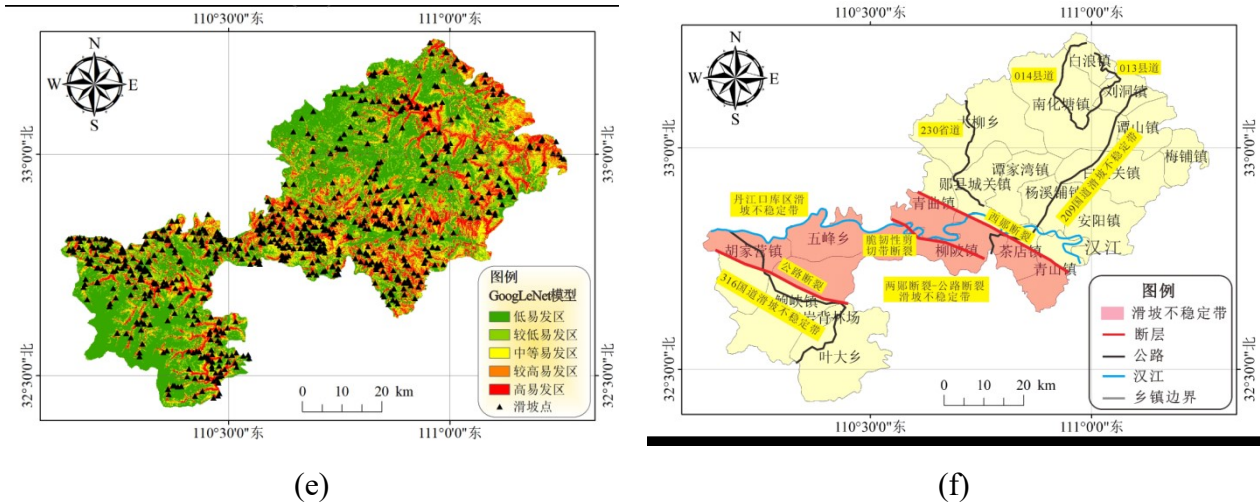 110°30'0"东
111°0'0"东
N
W
E
S
33°0'0"北
33°0'0"北
32°30'0"北
32°30'0"北
图例
GoogLeNet模型
低易发区
较低易发区
中等易发区
较高易发区
高易发区
滑坡点
0 10 20 km
110°30'0"东
111°0'0"东
(e)
110°30'0"东
111°0'0"东
N
W
E
S
33°0'0"北
33°0'0"北
32°30'0"北
32°30'0"北
白浪镇
014县道
013县道
刘洞镇
南化塘镇
230省道
柳乡
谭山镇
梅铺镇
谭家湾镇
郧县城关镇
杨溪铺镇
关镇
209国道滑坡不稳定带
安阳镇
丹江口库区滑
坡不稳定带
青曲镇
两郧断裂
汉江
五峰乡
胡家营镇
脆韧性剪
切带断裂
柳陂镇
茶店镇
青山镇
公路断裂
316国道滑坡不稳定带
两郧断裂-公路断裂
滑坡不稳定带
峡镇
岩背林场
叶大乡
图例
滑坡不稳定带
断层
公路
汉江
乡镇边界
0 10 20 km
110°30'0"东
111°0'0"东
(f)